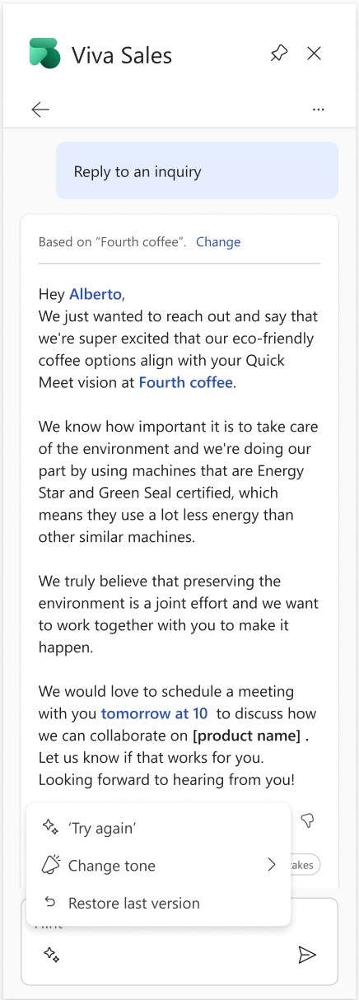 Viva Sales
...
Reply to an inquiry
Based on “Fourth coffee”. Change
Hey Alberto,
We just wanted to reach out and say that
we're super excited that our eco-friendly
coffee options align with your Quick
Meet vision at Fourth coffee.
We know how important it is to take care
of the environment and we're doing our
part by using machines that are Energy
Star and Green Seal certified, which
means they use a lot less energy than
other similar machines.
We truly believe that preserving the
environment is a joint effort and we want
to work together with you to make it
happen.
We would love to schedule a meeting
with you tomorrow at 10 to discuss how
we can collaborate on [product name] .
Let us know if that works for you.
Looking forward to hearing from you!
‘Try again’
Change tone
Restore last version